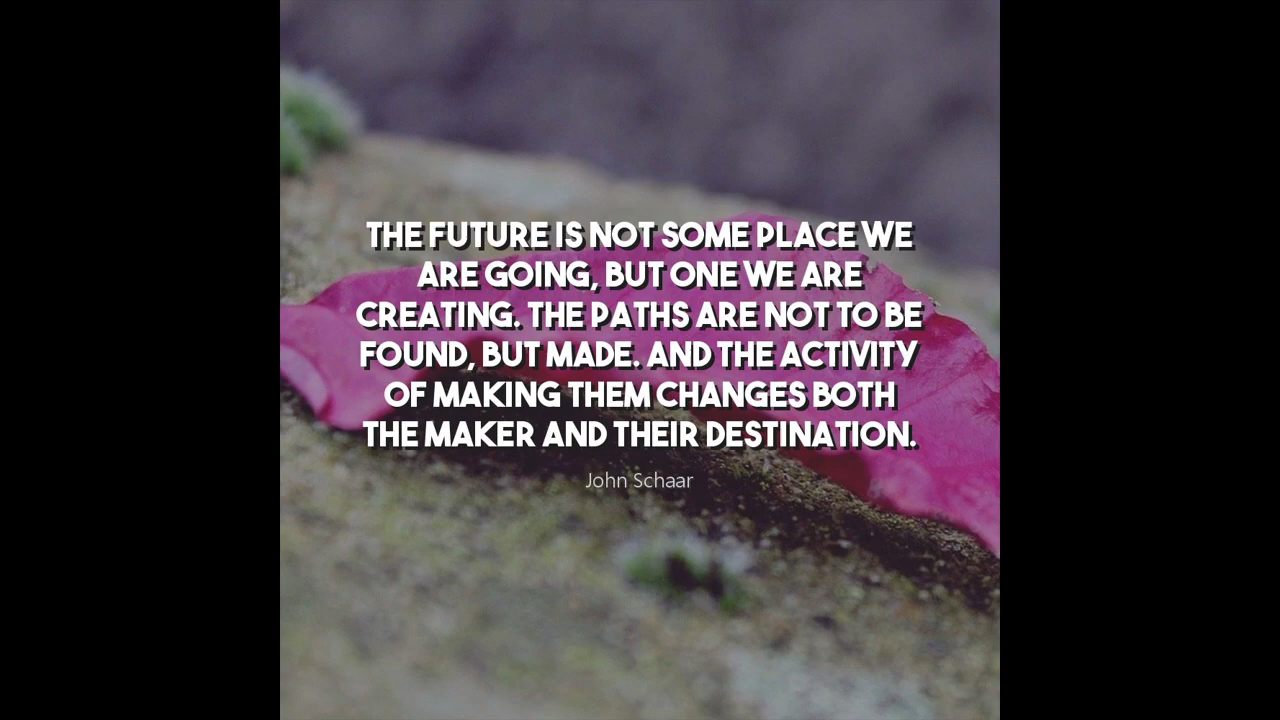 THE FUTURE IS NOT SOME PLACE WE
ARE GOING, BUT ONE WE ARE
CREATING. THE PATHS ARE NOT TO BE
FOUND, BUT MADE. AND THE ACTIVITY
OF MAKING THEM CHANGES BOTH
THE MAKER AND THEIR DESTINATION.
John Schaar